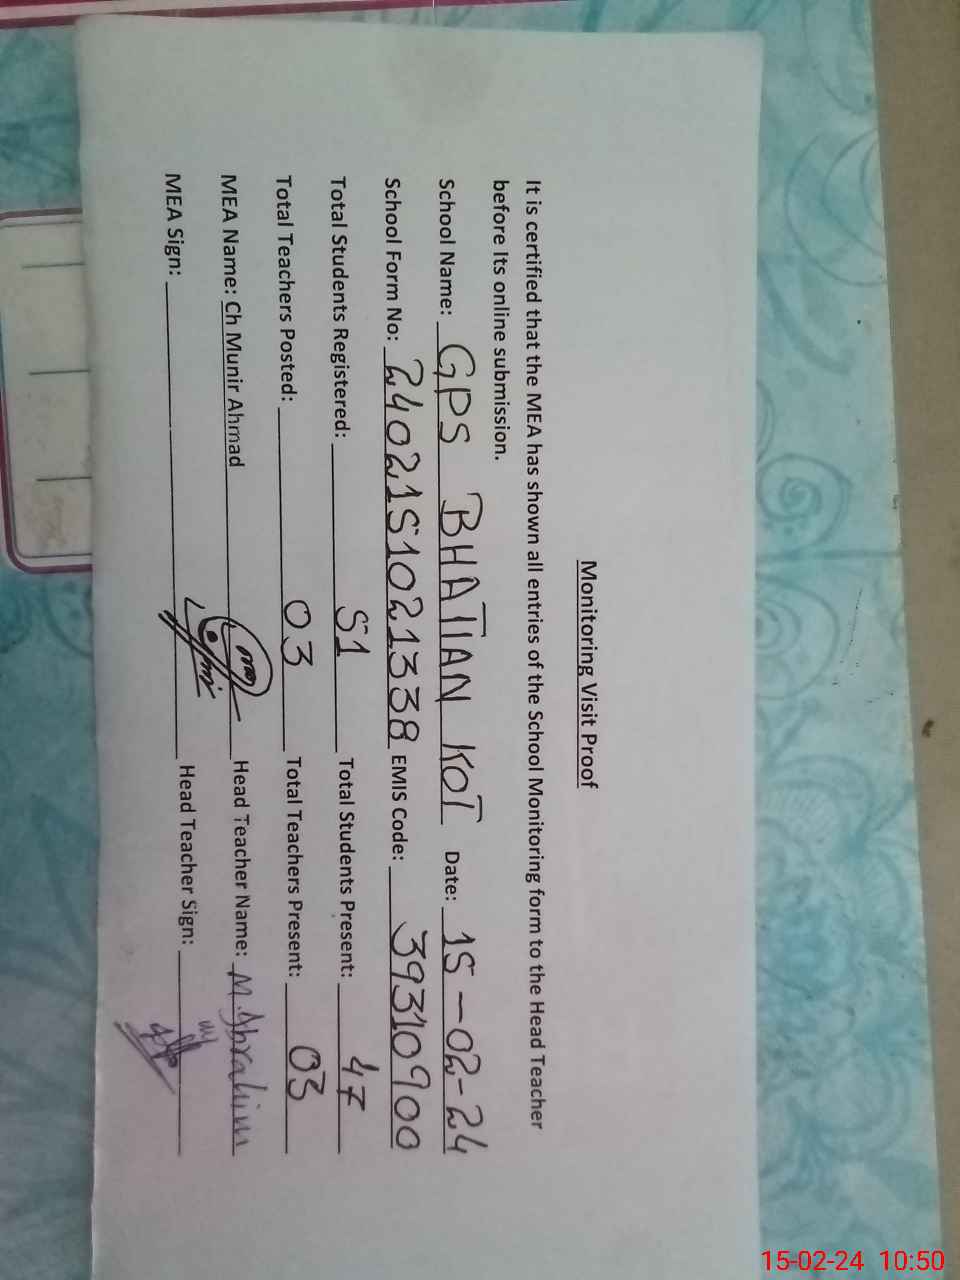 Monitoring Visit Proof
It is certified that the MEA has shown all entries of the School Monitoring form to the Head Teacher
before Its online submission.
School Name: GPS BHATIAN KOT Date: 15-02-24
School Form No: 2402151021338 EMIS Code: 39310900
Total Students Registered: 51 Total Students Present: 47
Total Teachers Posted: 03 Total Teachers Present: 03
MEA Name: Ch Munir Ahmad Head Teacher Name: M.Ibrahim
MEA Sign: Head Teacher Sign:
15-02-24 10:50